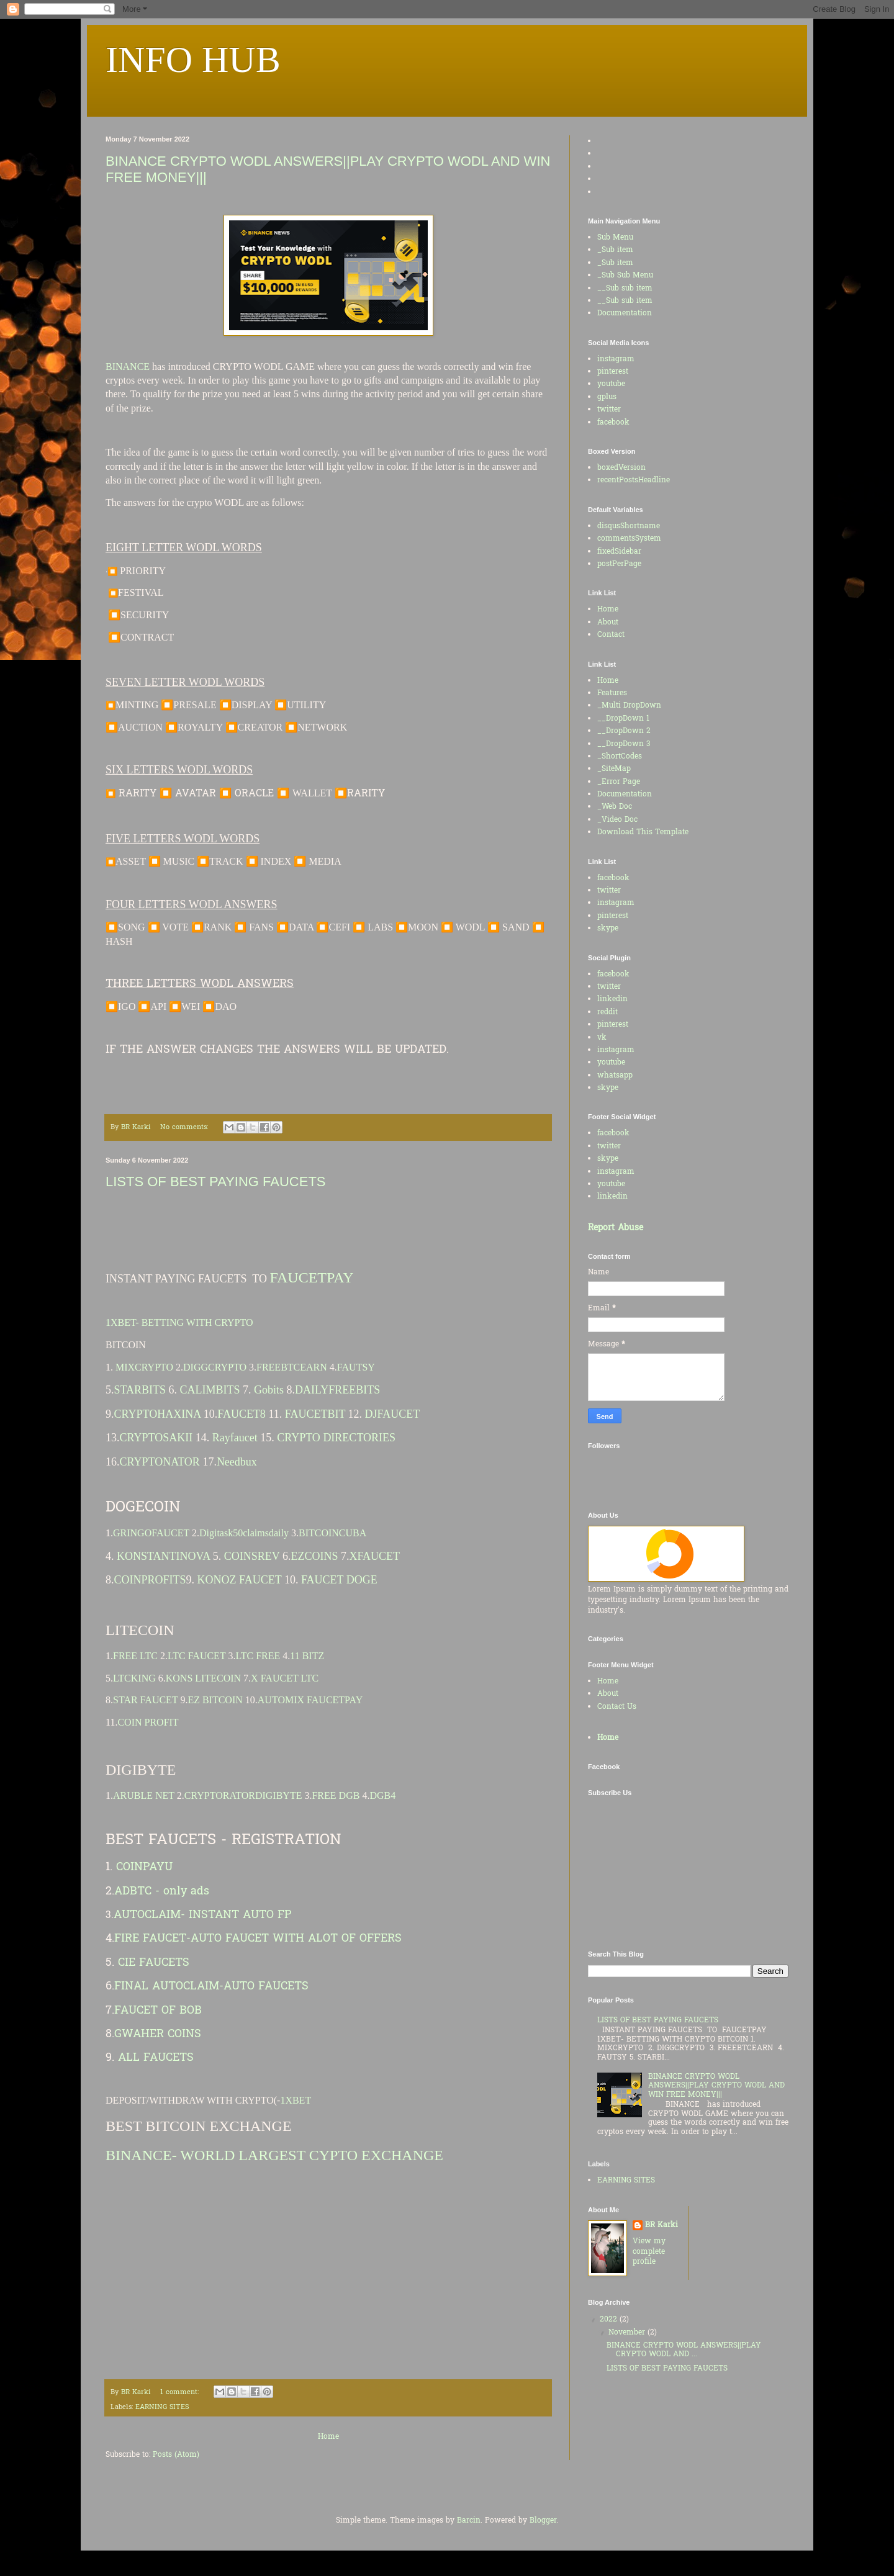 More
Create Blog Sign In
INFO HUB
Monday 7 November 2022
BINANCE CRYPTO WODL ANSWERS||PLAY CRYPTO WODL AND WIN
FREE MONEY|||
BINANCE NEWS
Test Your Knowledge with
CRYPTO WODL
SHARE
$10,000
IN BUSD REWARDS
BINANCE has introduced CRYPTO WODL GAME where you can guess the words correctly and win free
cryptos every week. In order to play this game you have to go to gifts and campaigns and its available to play
there. To qualify for the prize you need at least 5 wins during the activity period and you will get certain share
of the prize.
The idea of the game is to guess the certain word correctly. you will be given number of tries to guess the word
correctly and if the letter is in the answer the letter will light yellow in color. If the letter is in the answer and
also in the correct place of the word it will light green.
The answers for the crypto WODL are as follows:
EIGHT LETTER WODL WORDS
PRIORITY
FESTIVAL
SECURITY
CONTRACT
SEVEN LETTER WODL WORDS
MINTING PRESALE DISPLAY UTILITY
AUCTION ROYALTY CREATOR NETWORK
SIX LETTERS WODL WORDS
RARITY AVATAR ORACLE WALLET RARITY
FIVE LETTERS WODL WORDS
ASSET MUSIC TRACK INDEX MEDIA
FOUR LETTERS WODL ANSWERS
SONG VOTE RANK FANS DATA CEFI LABS MOON WODL SAND
HASH
THREE LETTERS WODL ANSWERS
IGO API WEI DAO
IF THE ANSWER CHANGES THE ANSWERS WILL BE UPDATED.
By BR Karki No comments:
Sunday 6 November 2022
LISTS OF BEST PAYING FAUCETS
INSTANT PAYING FAUCETS TO FAUCETPAY
1XBET- BETTING WITH CRYPTO
BITCOIN
1. MIXCRYPTO 2.DIGGCRYPTO 3.FREEBTCEARN 4.FAUTSY
5.STARBITS 6. CALIMBITS 7. Gobits 8.DAILYFREEBITS
9.CRYPTOHAXINA 10.FAUCET8 11. FAUCETBIT 12. DJFAUCET
13.CRYPTOSAKII 14. Rayfaucet 15. CRYPTO DIRECTORIES
16.CRYPTONATOR 17.Needbux
DOGECOIN
1.GRINGOFAUCET 2.Digitask50claimsdaily 3.BITCOINCUBA
4. KONSTANTINOVA 5. COINSREV 6.EZCOINS 7.XFAUCET
8.COINPROFITS9. KONOZ FAUCET 10. FAUCET DOGE
LITECOIN
1.FREE LTC 2.LTC FAUCET 3.LTC FREE 4.11 BITZ
5.LTCKING 6.KONS LITECOIN 7.X FAUCET LTC
8.STAR FAUCET 9.EZ BITCOIN 10.AUTOMIX FAUCETPAY
11.COIN PROFIT
DIGIBYTE
1.ARUBLE NET 2.CRYPTORATORDIGIBYTE 3.FREE DGB 4.DGB4
BEST FAUCETS - REGISTRATION
1. COINPAYU
2.ADBTC - only ads
3.AUTOCLAIM- INSTANT AUTO FP
4.FIRE FAUCET-AUTO FAUCET WITH ALOT OF OFFERS
5. CIE FAUCETS
6.FINAL AUTOCLAIM-AUTO FAUCETS
7.FAUCET OF BOB
8.GWAHER COINS
9. ALL FAUCETS
DEPOSIT/WITHDRAW WITH CRYPTO(-1XBET
BEST BITCOIN EXCHANGE
BINANCE- WORLD LARGEST CYPTO EXCHANGE
By BR Karki 1 comment:
Labels: EARNING SITES
Home
Subscribe to: Posts (Atom)
Main Navigation Menu
Sub Menu
_Sub item
_Sub item
_Sub Sub Menu
__Sub sub item
__Sub sub item
Documentation
Social Media Icons
instagram
pinterest
youtube
gplus
twitter
facebook
Boxed Version
boxedVersion
recentPostsHeadline
Default Variables
disqusShortname
commentsSystem
fixedSidebar
postPerPage
Link List
Home
About
Contact
Link List
Home
Features
_Multi DropDown
__DropDown 1
__DropDown 2
__DropDown 3
_ShortCodes
_SiteMap
_Error Page
Documentation
_Web Doc
_Video Doc
Download This Template
Link List
facebook
twitter
instagram
pinterest
skype
Social Plugin
facebook
twitter
linkedin
reddit
pinterest
vk
instagram
youtube
whatsapp
skype
Footer Social Widget
facebook
twitter
skype
instagram
youtube
linkedin
Report Abuse
Contact form
Name
Email *
Message *
Send
Followers
About Us
Lorem Ipsum is simply dummy text of the printing and
typesetting industry. Lorem Ipsum has been the
industry's.
Categories
Footer Menu Widget
Home
About
Contact Us
Home
Facebook
Subscribe Us
Search This Blog
Search
Popular Posts
LISTS OF BEST PAYING FAUCETS
INSTANT PAYING FAUCETS TO FAUCETPAY
1XBET- BETTING WITH CRYPTO BITCOIN 1.
MIXCRYPTO 2. DIGGCRYPTO 3. FREEBTCEARN 4.
FAUTSY 5. STARBI...
BINANCE CRYPTO WODL
ANSWERS||PLAY CRYPTO WODL AND
WIN FREE MONEY|||
BINANCE has introduced
CRYPTO WODL GAME where you can
guess the words correctly and win free
cryptos every week. In order to play t...
Labels
EARNING SITES
About Me
BR Karki
View my
complete
profile
Blog Archive
2022 (2)
November (2)
BINANCE CRYPTO WODL ANSWERS||PLAY
CRYPTO WODL AND ...
LISTS OF BEST PAYING FAUCETS
Simple theme. Theme images by Barcin. Powered by Blogger.